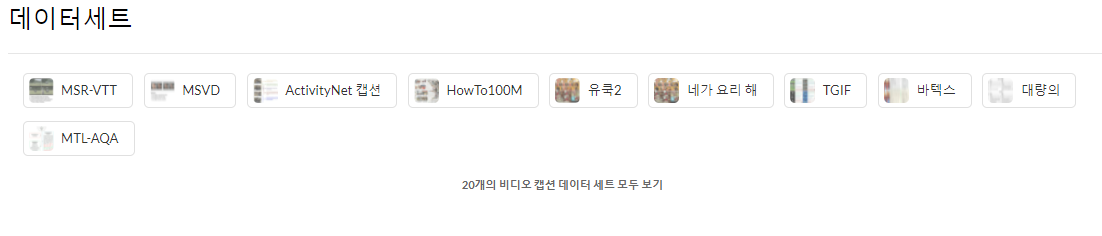 데이터세트
MSR-VTT MSVD ActivityNet 캡션 HowTo100M 유쿡2 네가 요리 해 TGIF 바텍스 대량의
MTL-AQA
20개의 비디오 캡션 데이터 세트 모두 보기